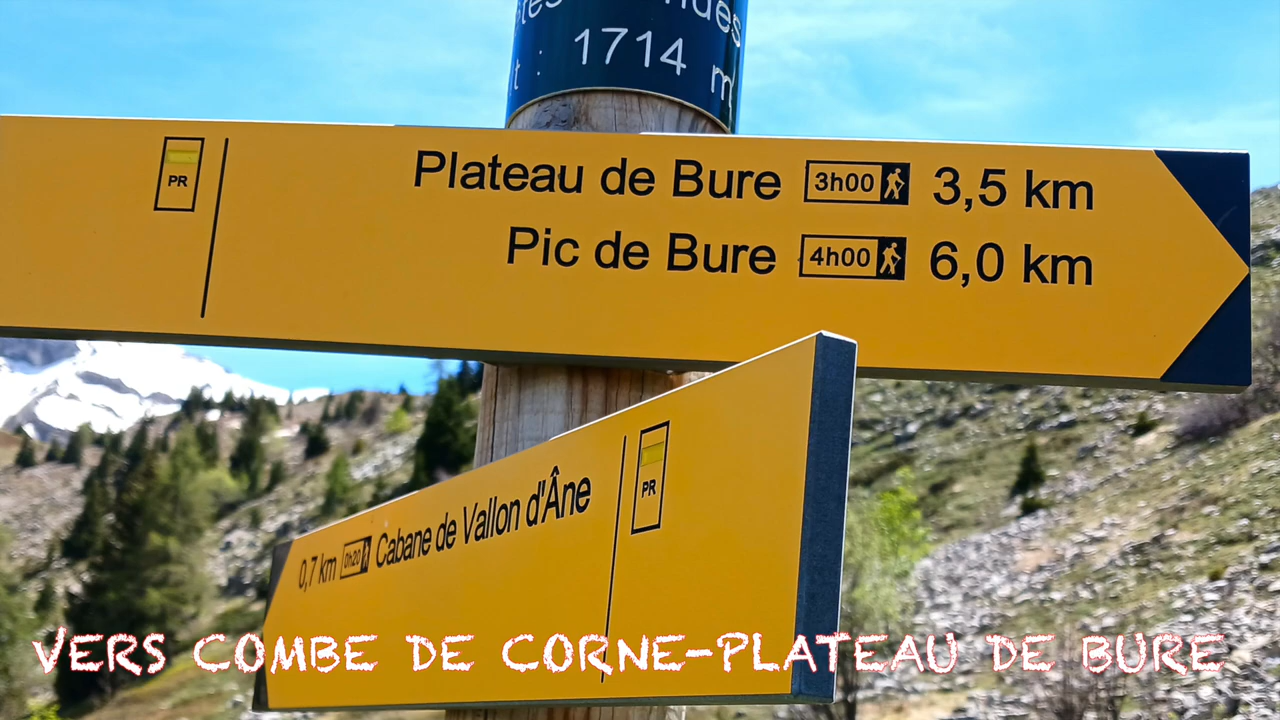 1714 m
PR
Plateau de Bure 3h00 3,5 km
Pic de Bure 4h00 6,0 km
0,7 km 0h20 Cabane de Vallon d'Âne
PR
VERS COMBE DE CORNE-PLATEAU DE BURE